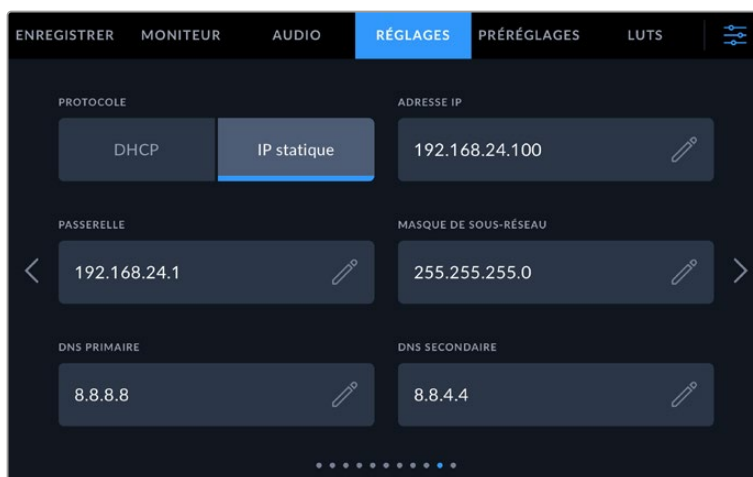 ENREGISTRER MONITEUR AUDIO RÉGLAGES PRÉRÉGLAGES LUTS
PROTOCOLE ADRESSE IP
DHCP IP statique 192.168.24.100
PASSERELLE MASQUE DE SOUS-RÉSEAU
192.168.24.1 255.255.255.0
DNS PRIMAIRE DNS SECONDAIRE
8.8.8.8 8.8.4.4